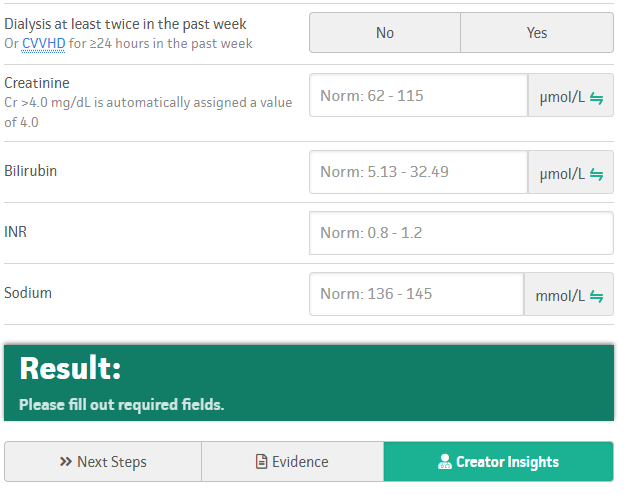 Dialysis at least twice in the past week
Or CVVHD for ≥24 hours in the past week
No
Yes
Creatinine
Cr >4.0 mg/dL is automatically assigned a value
of 4.0
Norm: 62 - 115
µmol/L
Bilirubin
Norm: 5.13 - 32.49
µmol/L
INR
Norm: 0.8 - 1.2
Sodium
Norm: 136 - 145
mmol/L
Result:
Please fill out required fields.
Next Steps
Evidence
Creator Insights